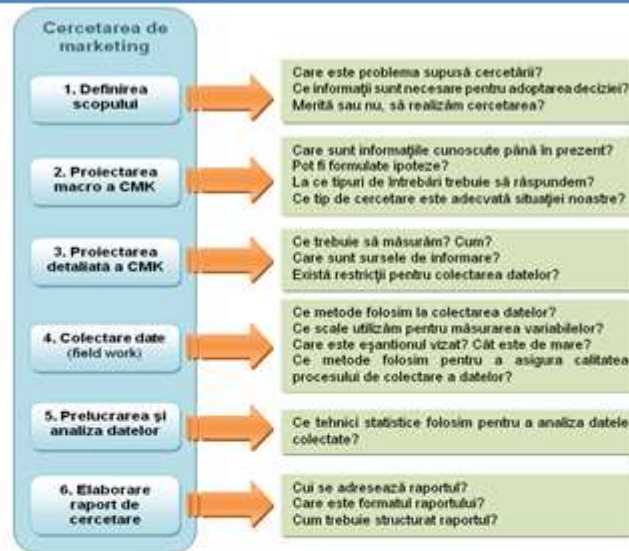 Cercetarea de
marketing
1. Definirea
scopului
Care este problema supusă cercetării?
Ce informaţii sunt necesare pentru adoptarea deciziei?
Merită sau nu, să realizăm cercetarea?
2. Proiectarea
macro a CMK
Care sunt informaţiile cunoscute până în prezent?
Pot fi formulate ipoteze?
La ce tipuri de întrebări trebuie să răspundem?
Ce tip de cercetare este adecvată situaţiei noastre?
3. Proiectarea
detaliată a CMK
Ce trebuie să măsurăm? Cum?
Care sunt sursele de informare?
Există restricţii pentru colectarea datelor?
4. Colectare date
(field work)
Ce metode folosim la colectarea datelor?
Ce scale utilizăm pentru măsurarea variabilelor?
Care este eşantionul vizat? Cât este de mare?
Ce metode folosim pentru a asigura calitatea
procesului de colectare a datelor?
5. Prelucrarea şi
analiza datelor
Ce tehnici statistice folosim pentru a analiza datele
colectate?
6. Elaborare
raport de
cercetare
Cui se adresează raportul?
Care este formatul raportului?
Cum trebuie structurat raportul?